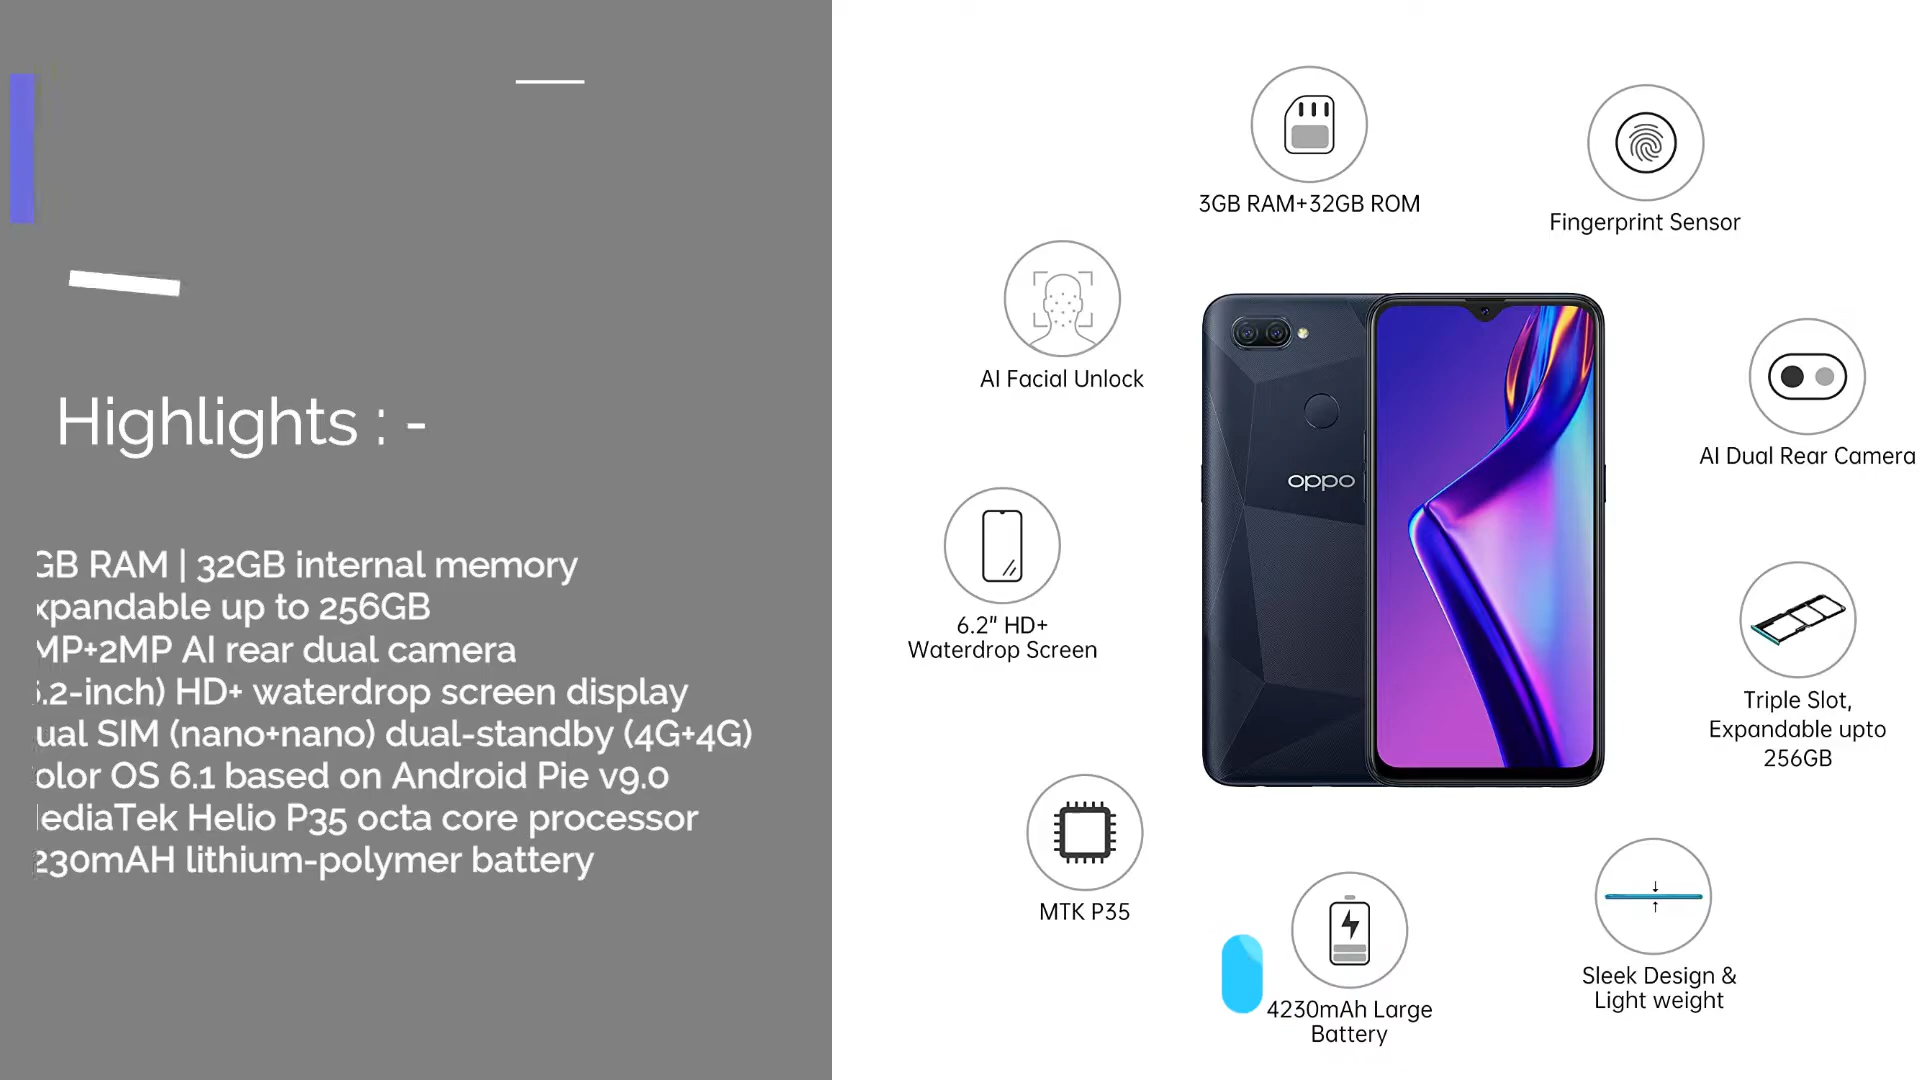 Highlights : -
GB RAM | 32GB internal memory
xpandable up to 256GB
MP+2MP AI rear dual camera
.2-inch) HD+ waterdrop screen display
ual SIM (nano+nano) dual-standby (4G+4G)
olor OS 6.1 based on Android Pie v9.0
ediaTek Helio P35 octa core processor
230mAH lithium-polymer battery
3GB RAM+32GB ROM
Fingerprint Sensor
AI Facial Unlock
AI Dual Rear Camera
oppo
6.2" HD+
Waterdrop Screen
Triple Slot,
Expandable upto
256GB
MTK P35
Sleek Design &
Light weight
4230mAh Large
Battery